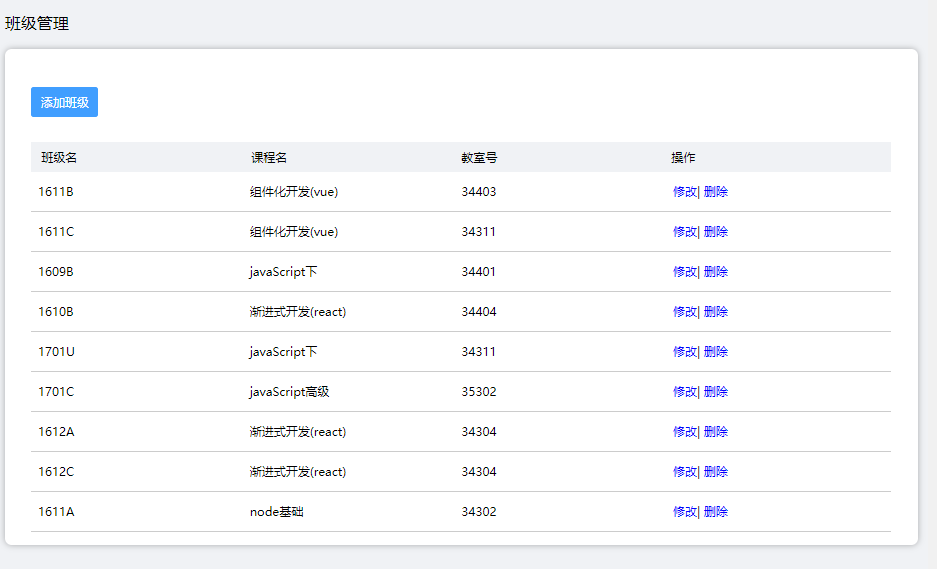 班级管理
添加班级
班级名 课程名 教室号 操作
1611B 组件化开发(vue) 34403 修改| 删除
1611C 组件化开发(vue) 34311 修改| 删除
1609B javaScript下 34401 修改| 删除
1610B 渐进式开发(react) 34404 修改| 删除
1701U javaScript下 34311 修改| 删除
1701C javaScript高级 35302 修改| 删除
1612A 渐进式开发(react) 34304 修改| 删除
1612C 渐进式开发(react) 34304 修改| 删除
1611A node基础 34302 修改| 删除